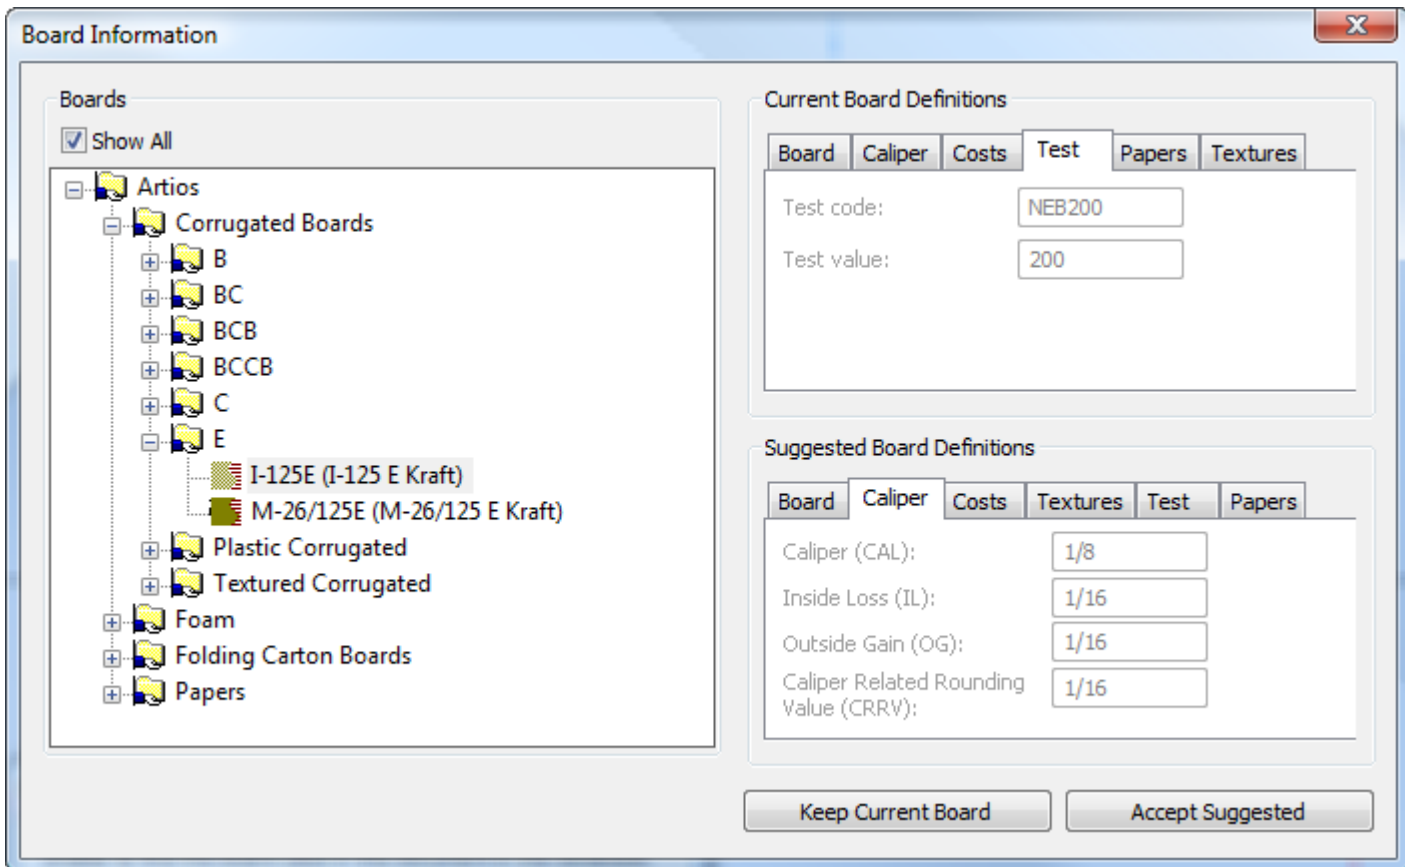 Board Information
Boards
Show All
Artios
Corrugated Boards
B
BC
BCB
BCCB
C
E
I-125E (I-125 E Kraft)
M-26/125E (M-26/125 E Kraft)
Plastic Corrugated
Textured Corrugated
Foam
Folding Carton Boards
Papers
Current Board Definitions
Board Caliper Costs Test Papers Textures
Test code: NEB200
Test value: 200
Suggested Board Definitions
Board Caliper Costs Textures Test Papers
Caliper (CAL): 1/8
Inside Loss (IL): 1/16
Outside Gain (OG): 1/16
Caliper Related Rounding
Value (CRRV): 1/16
Keep Current Board Accept Suggested